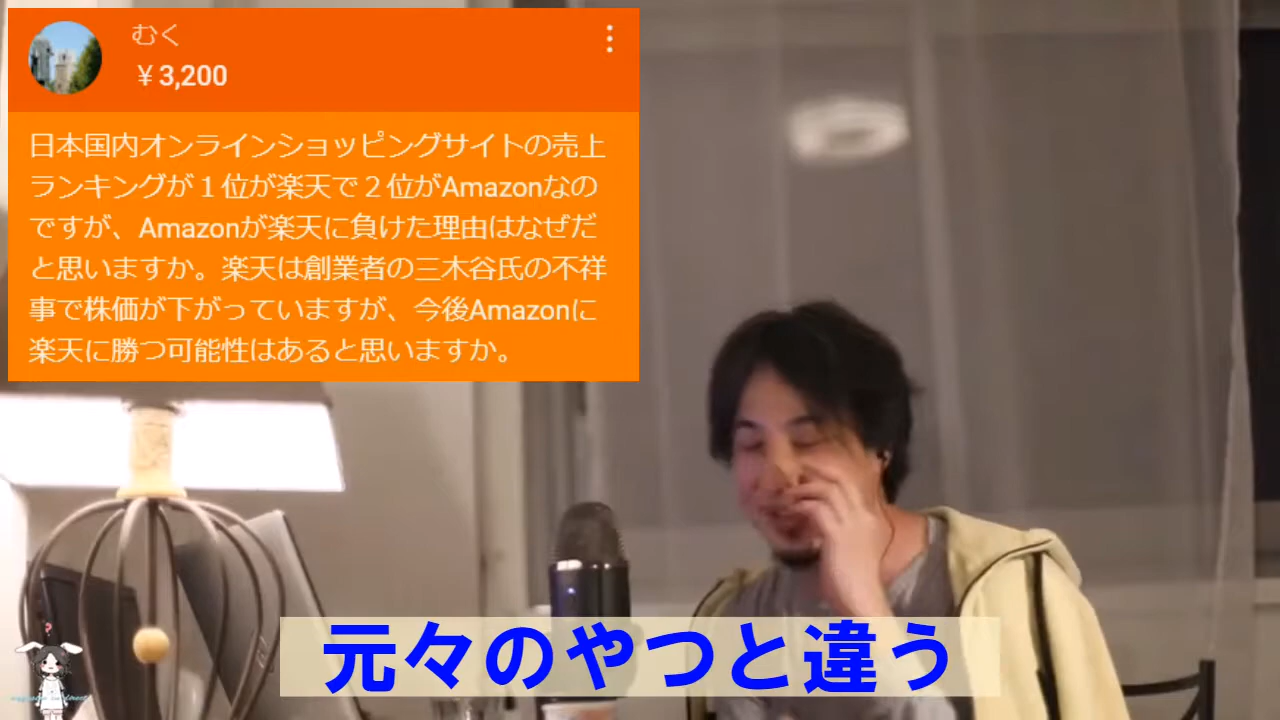 むく
￥3,200
日本国内オンラインショッピングサイトの売上
ランキングが１位が楽天で２位がAmazonなの
ですが、Amazonが楽天に負けた理由はなぜだ
と思いますか。楽天は創業者の三木谷氏の不祥
事で株価が下がっていますが、今後Amazonに
楽天に勝つ可能性はあると思いますか。
元々のやつと違う